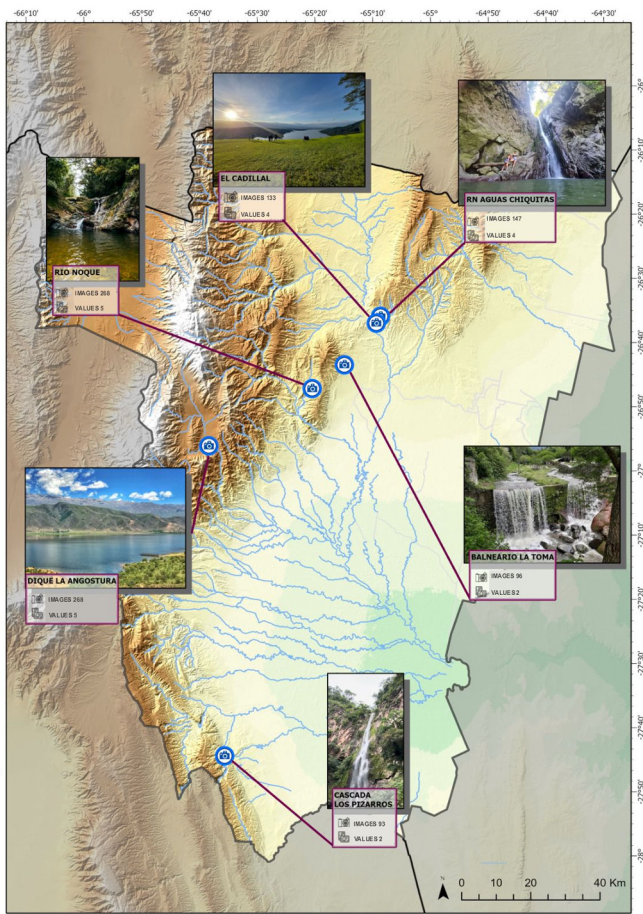 -66°10' -66° -65°50' -65°40' -65°30' -65°20' -65°10' -65° -64°50' -64°40' -64°30'
-26°
-26°10'
-26°20'
-26°30'
-26°40'
-26°50'
-27°
-27°10'
-27°20'
-27°30'
-27°40'
-27°50'
-28°
EL CADILLAL
IMAGES 133
VALUES 4
RN AGUAS CHIQUITAS
IMAGES 147
VALUES 4
RIO NOQUE
IMAGES 268
VALUES 5
DIQUE LA ANGOSTURA
IMAGES 268
VALUES 5
BALNEARIO LA TOMA
IMAGES 96
VALUES 2
CASCADA
LOS PIZARROS
IMAGES 93
VALUES 2
N
0 10 20 40 Km